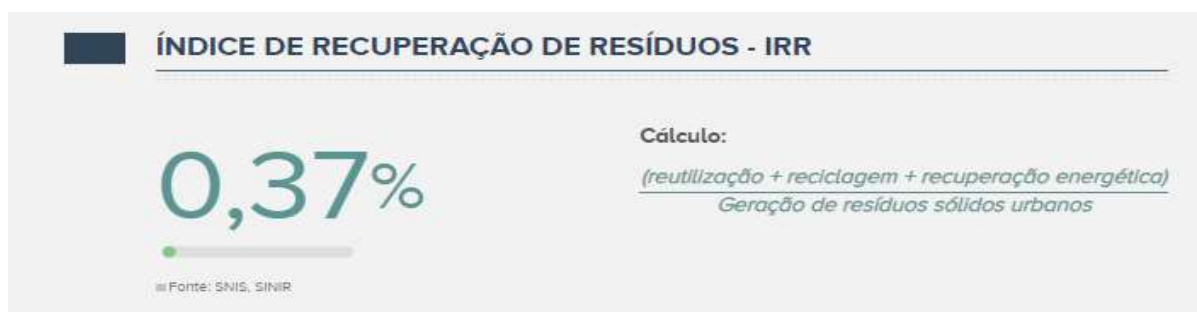 ÍNDICE DE RECUPERAÇÃO DE RESÍDUOS - IRR
0,37%
Cálculo:
(reutilização + reciclagem + recuperação energética)
Geração de resíduos sólidos urbanos
Fonte: SNIS, SINIR